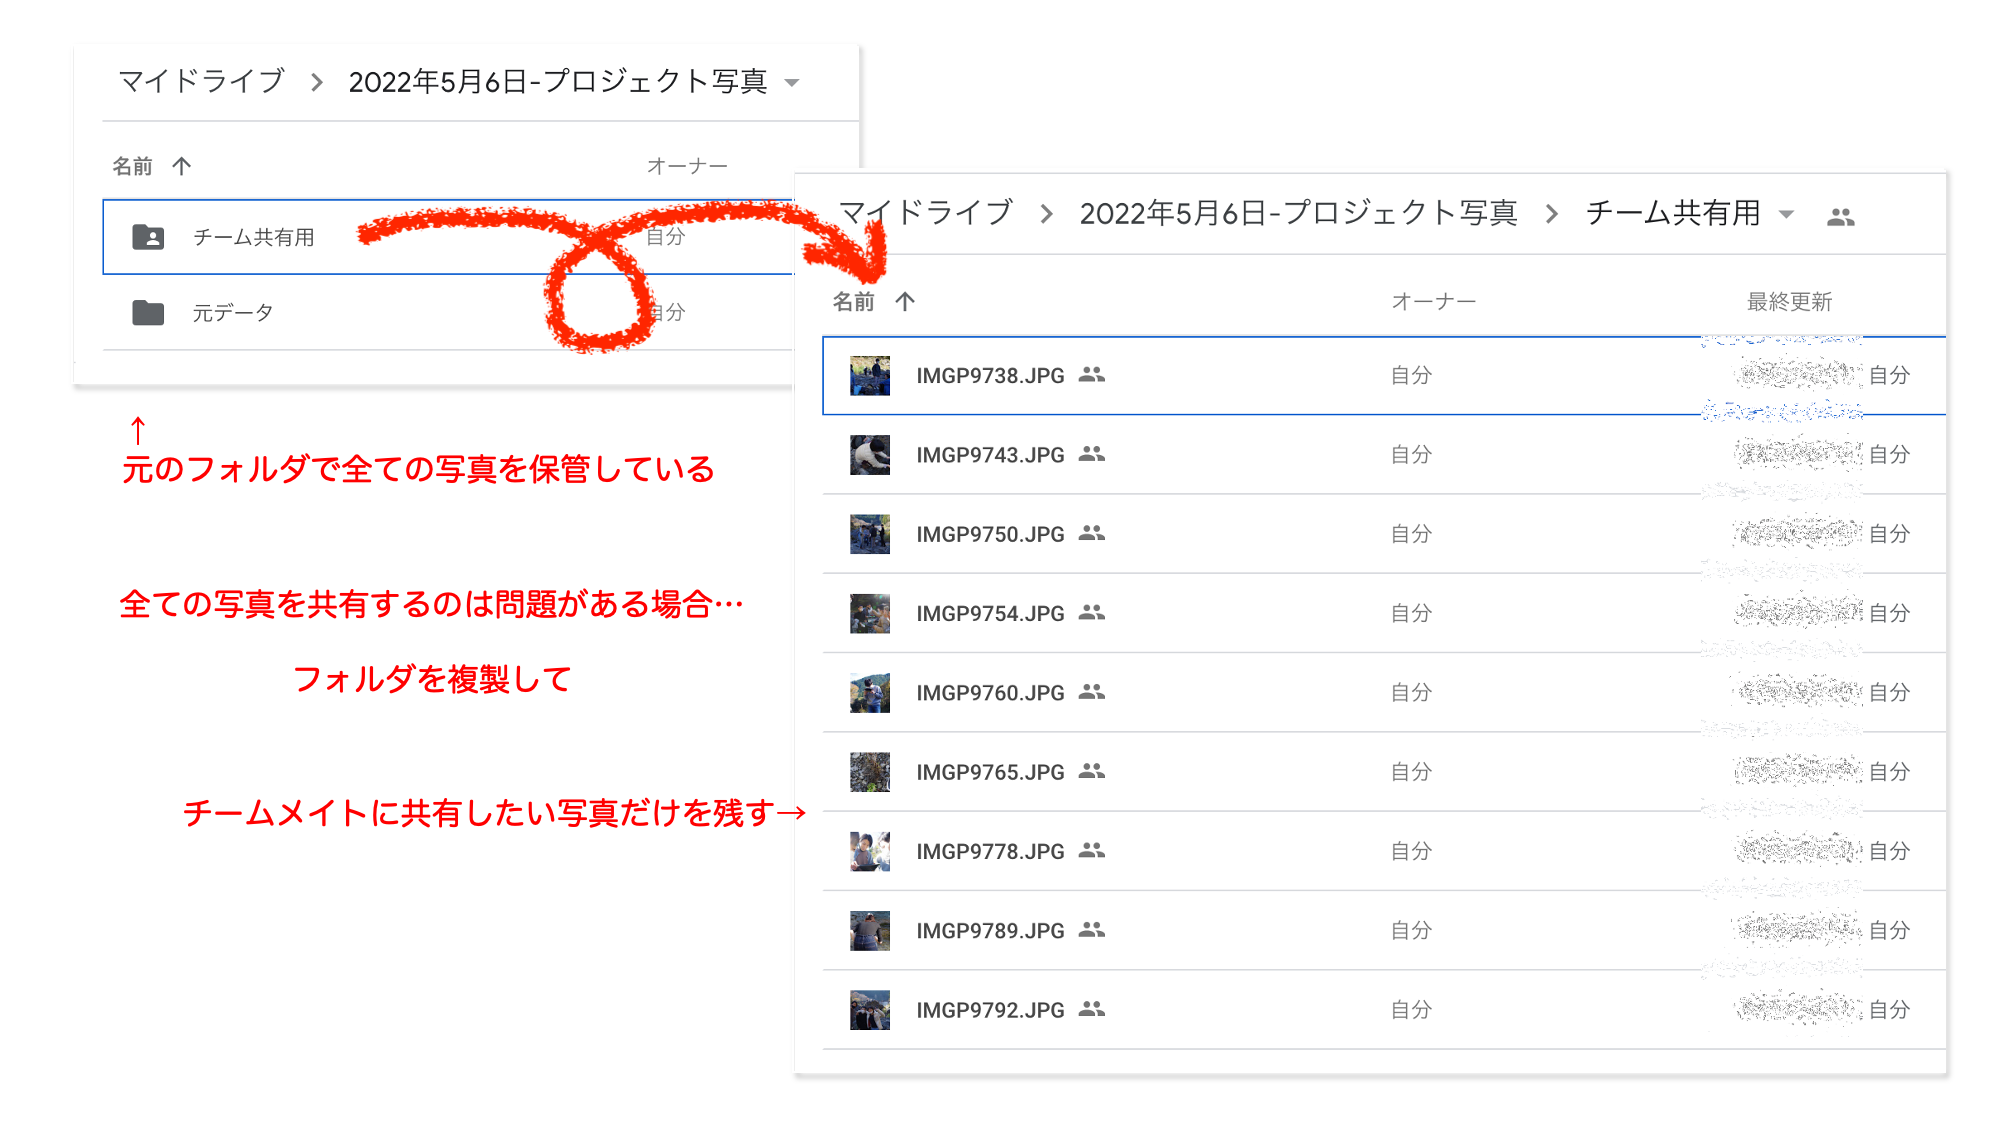 マイドライブ > 2022年5月6日-プロジェクト写真
名前 ↑ オーナー
チーム共有用 自分
元データ 自分
↑
元のフォルダで全ての写真を保管している
全ての写真を共有するのは問題がある場合…
フォルダを複製して
チームメイトに共有したい写真だけを残す→
マイドライブ > 2022年5月6日-プロジェクト写真 > チーム共有用
名前 ↑ オーナー 最終更新
IMGP9738.JPG 自分 自分
IMGP9743.JPG 自分 自分
IMGP9750.JPG 自分 自分
IMGP9754.JPG 自分 自分
IMGP9760.JPG 自分 自分
IMGP9765.JPG 自分 自分
IMGP9778.JPG 自分 自分
IMGP9789.JPG 自分 自分
IMGP9792.JPG 自分 自分